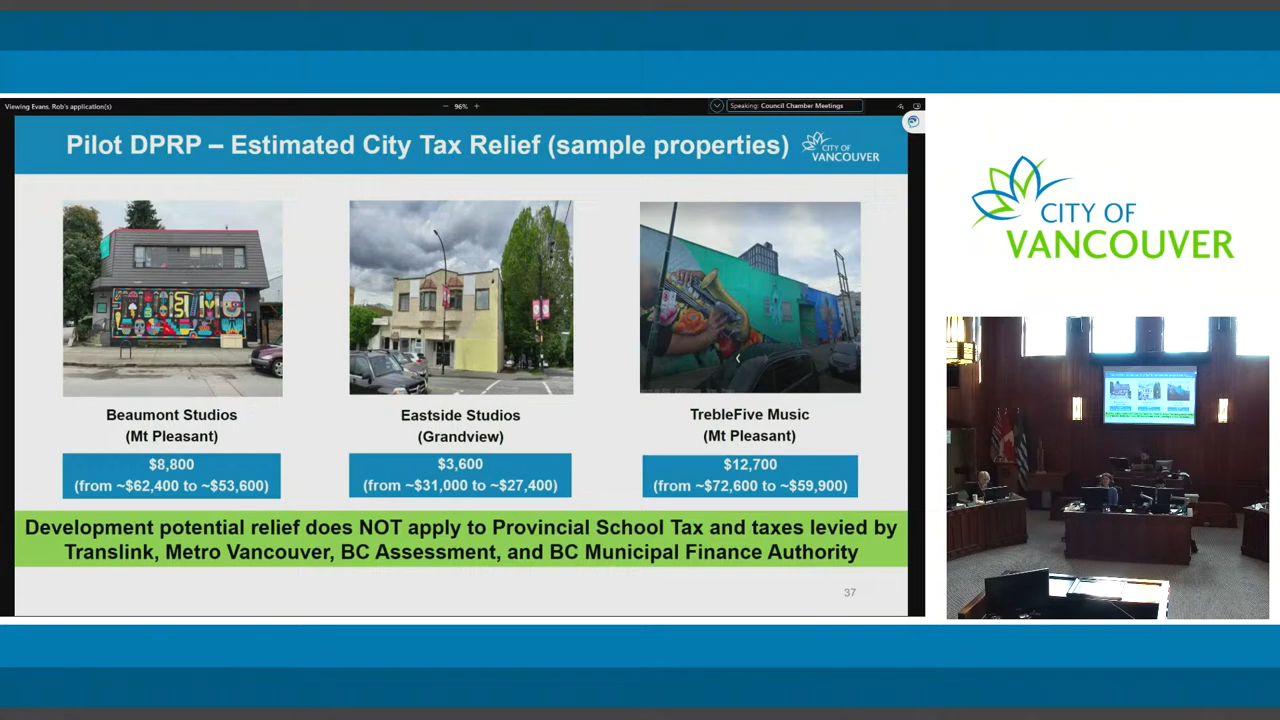 Viewing Evans, Rob's application(s)
96%
Speaking: Council Chamber Meetings
Pilot DPRP – Estimated City Tax Relief (sample properties)
CITY OF
VANCOUVER
Beaumont Studios
(Mt Pleasant)
$8,800
(from ~$62,400 to ~$53,600)
Eastside Studios
(Grandview)
$3,600
(from ~$31,000 to ~$27,400)
TrebleFive Music
(Mt Pleasant)
$12,700
(from ~$72,600 to ~$59,900)
Development potential relief does NOT apply to Provincial School Tax and taxes levied by
Translink, Metro Vancouver, BC Assessment, and BC Municipal Finance Authority
37
CITY OF
VANCOUVER